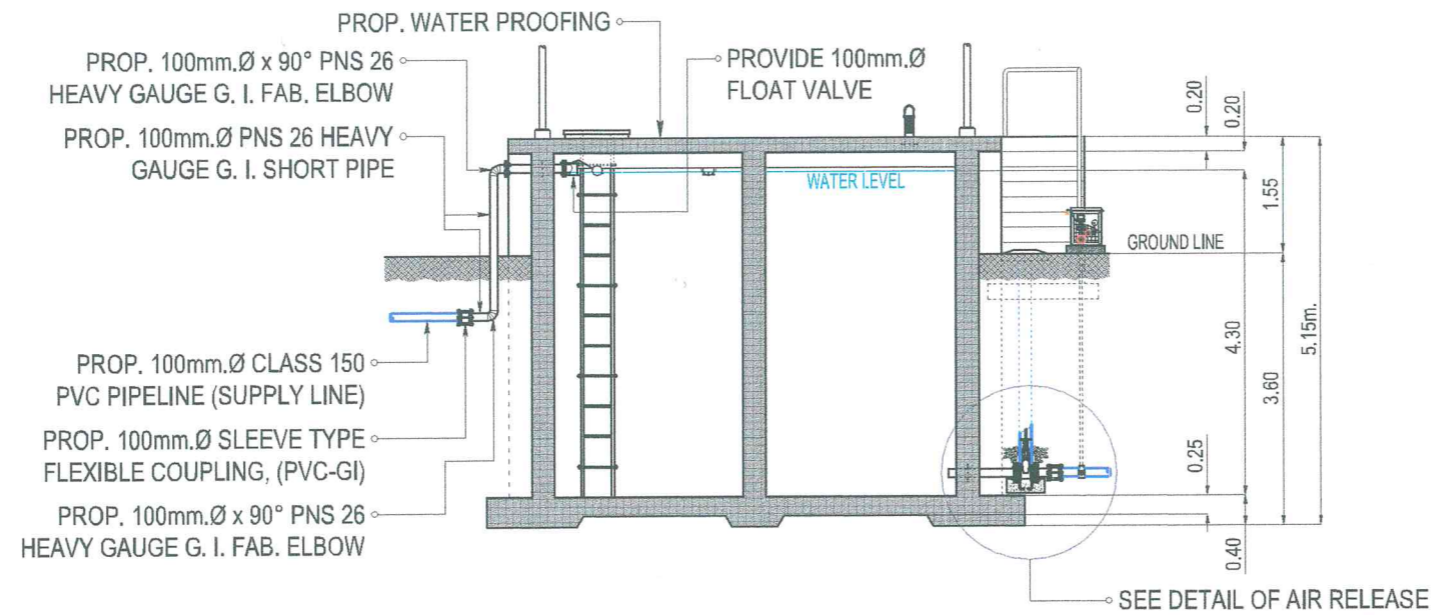 PROP. WATER PROOFING
PROP. 100mm.Ø x 90° PNS 26
HEAVY GAUGE G. I. FAB. ELBOW
PROP. 100mm.Ø PNS 26 HEAVY
GAUGE G. I. SHORT PIPE
PROVIDE 100mm.Ø
FLOAT VALVE
WATER LEVEL
GROUND LINE
0.20
0.20
1.55
4.30
3.60
5.15m.
0.25
0.40
PROP. 100mm.Ø CLASS 150
PVC PIPELINE (SUPPLY LINE)
PROP. 100mm.Ø SLEEVE TYPE
FLEXIBLE COUPLING, (PVC-GI)
PROP. 100mm.Ø x 90° PNS 26
HEAVY GAUGE G. I. FAB. ELBOW
SEE DETAIL OF AIR RELEASE